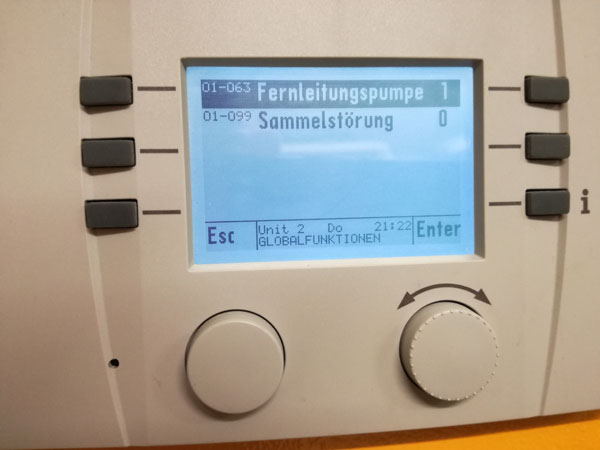 01-063 Fernleitungspumpe 1
01-099 Sammelstörung 0
Esc Unit 2 Do 21:22 Enter
GLOBALFUNKTIONEN
i